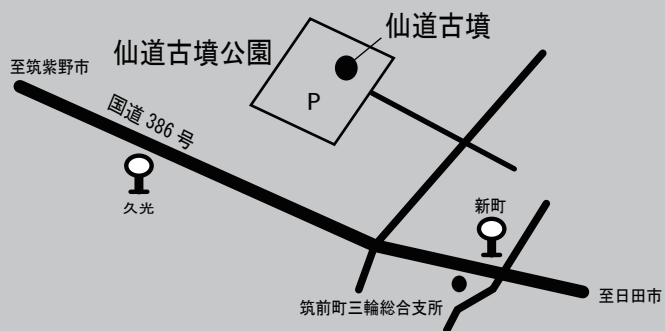 仙道古墳
仙道古墳公園
至筑紫野市
P
国道 386 号
久光
新町
至日田市
筑前町三輪総合支所